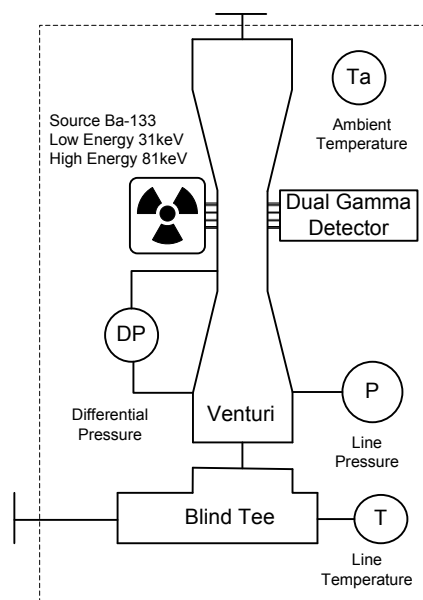 Ta
Ambient
Temperature
Source Ba-133
Low Energy 31keV
High Energy 81keV
Dual Gamma
Detector
DP
Differential
Pressure
Venturi
P
Line
Pressure
Blind Tee
T
Line
Temperature